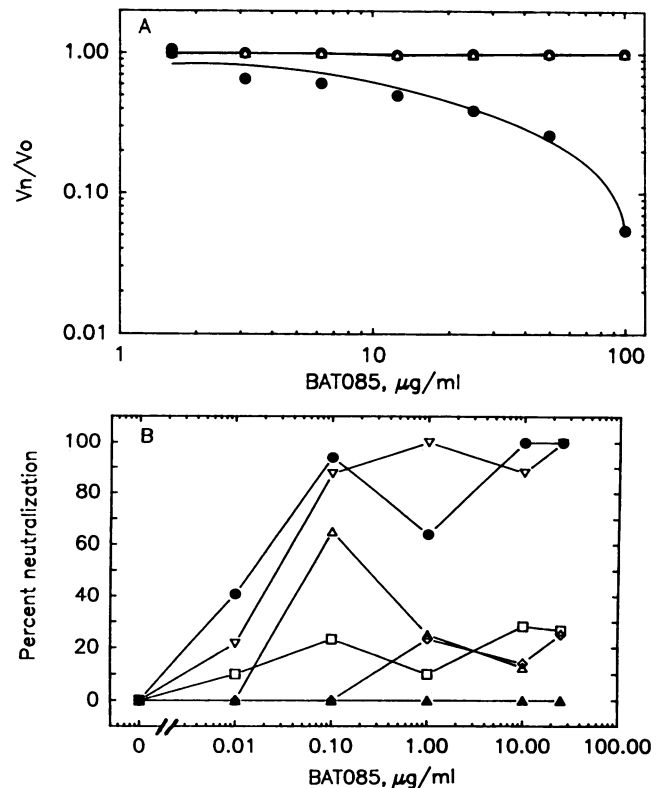 A
1.00
0.10
0.01
Vn/Vo
1 10 100
BAT085, µg/ml
B
100
80
60
40
20
0
Percent neutralization
0 0.01 0.10 1.00 10.00 100.00
BAT085, µg/ml